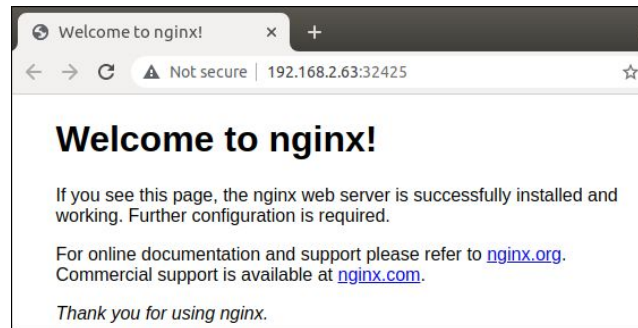 Welcome to nginx!
Not secure | 192.168.2.63:32425
Welcome to nginx!
If you see this page, the nginx web server is successfully installed and
working. Further configuration is required.
For online documentation and support please refer to nginx.org.
Commercial support is available at nginx.com.
Thank you for using nginx.